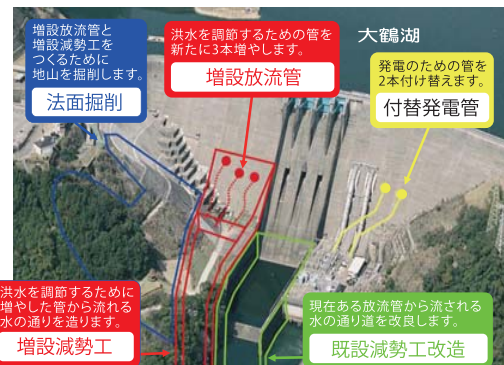 増設放流管と
増設減勢工を
つくるために
地山を掘削します。
法面掘削
洪水を調節するための管を
新たに3本増やします。
増設放流管
大鶴湖
発電のための管を
2本付け替えます。
付替発電管
洪水を調節するために
増やした管から流れる
水の通りを造ります。
増設減勢工
現在ある放流管から流される
水の通り道を改良します。
既設減勢工改造